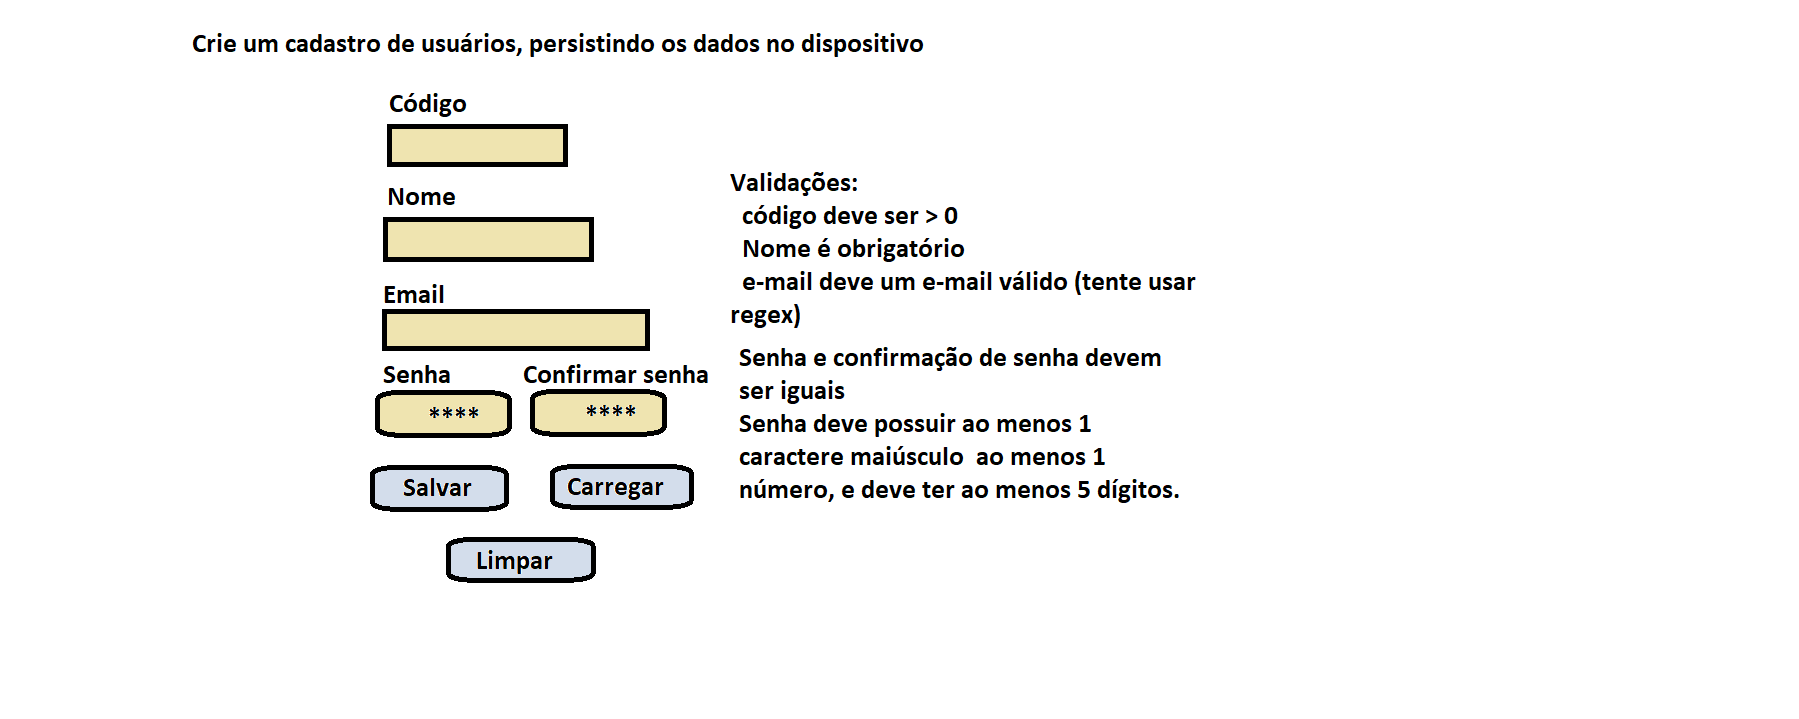 Crie um cadastro de usuários, persistindo os dados no dispositivo
Código
Nome
Email
Senha Confirmar senha
**** ****
Salvar Carregar
Limpar
Validações:
código deve ser > 0
Nome é obrigatório
e-mail deve um e-mail válido (tente usar
regex)
Senha e confirmação de senha devem
ser iguais
Senha deve possuir ao menos 1
caractere maiúsculo  ao menos 1
número, e deve ter ao menos 5 dígitos.